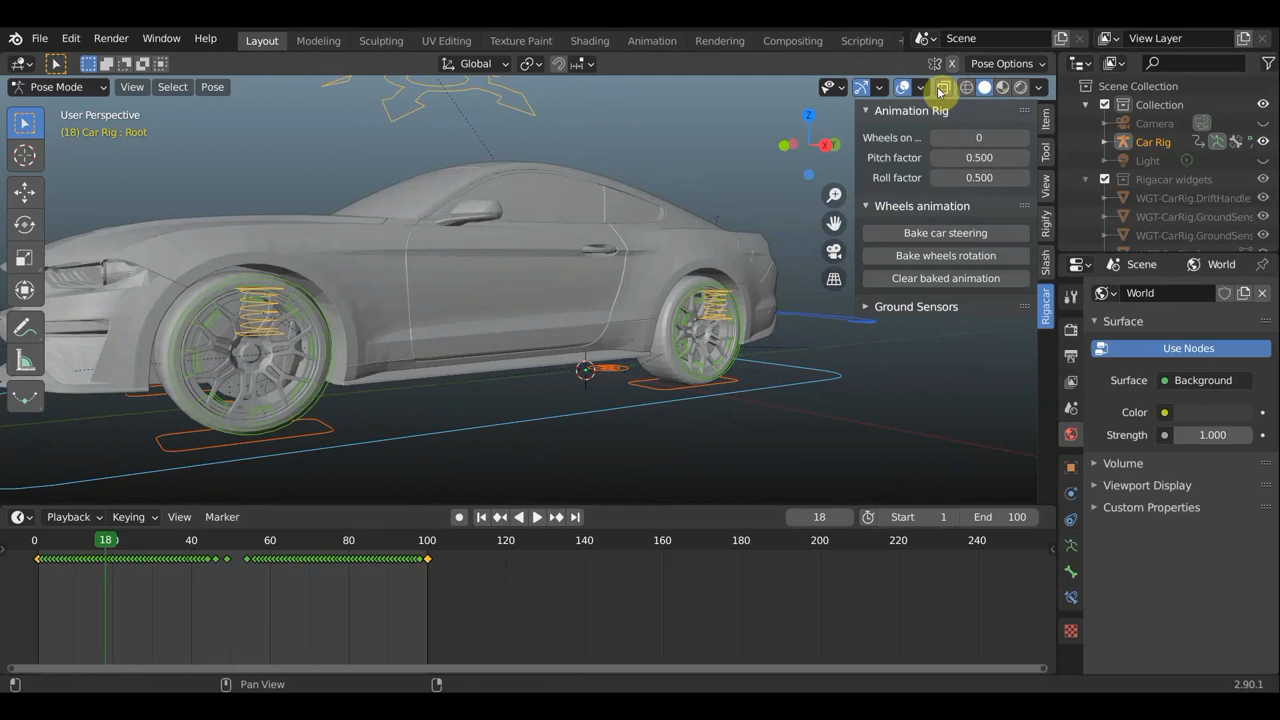 File Edit Render Window Help Layout Modeling Sculpting UV Editing Texture Paint Shading Animation Rendering Compositing Scripting Scene View Layer
Global Pose Options
Pose Mode View Select Pose
User Perspective
(18) Car Rig : Root
Z
X
Y
Animation Rig
Wheels on ... 0
Pitch factor 0.500
Roll factor 0.500
Wheels animation
Bake car steering
Bake wheels rotation
Clear baked animation
Ground Sensors
Item
Tool
View
Rigify
Slash
Rigacar
Scene Collection
Collection
Camera
Car Rig
Light
Rigacar widgets
WGT-CarRig.DriftHandle
WGT-CarRig.GroundSens
WGT-CarRig.GroundSens
Scene World
World
Surface
Use Nodes
Surface Background
Color
Strength 1.000
Volume
Viewport Display
Custom Properties
Playback Keying View Marker 18 Start 1 End 100
0 18 40 60 80 100 120 140 160 180 200 220 240
Pan View 2.90.1